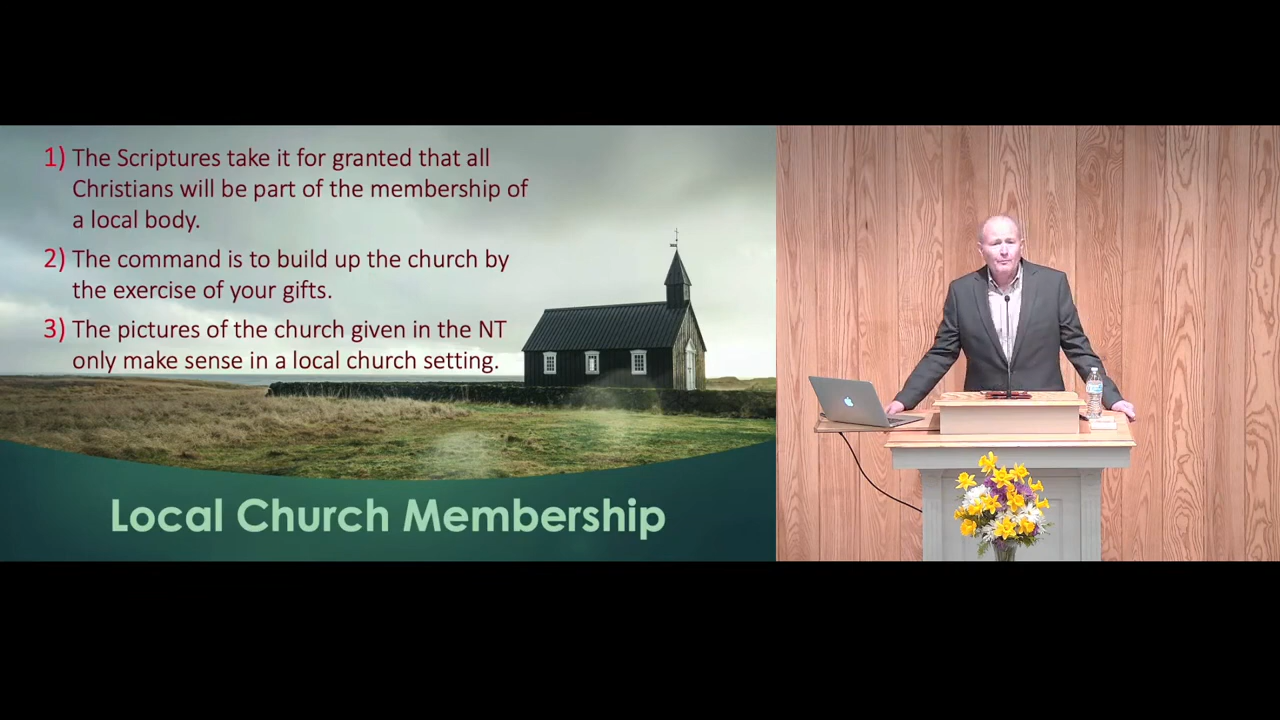 1) The Scriptures take it for granted that all
Christians will be part of the membership of
a local body.
2) The command is to build up the church by
the exercise of your gifts.
3) The pictures of the church given in the NT
only make sense in a local church setting.
Local Church Membership